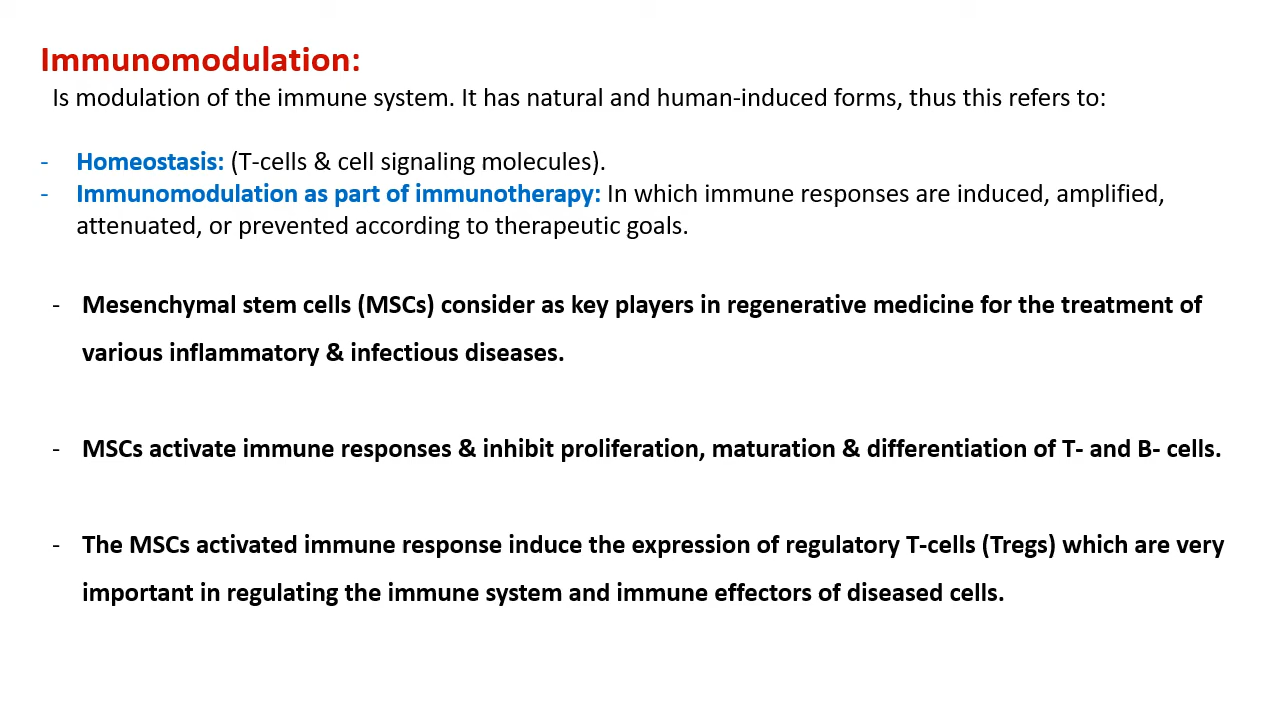 Immunomodulation:
Is modulation of the immune system. It has natural and human-induced forms, thus this refers to:
- Homeostasis: (T-cells & cell signaling molecules).
- Immunomodulation as part of immunotherapy: In which immune responses are induced, amplified,
attenuated, or prevented according to therapeutic goals.
- Mesenchymal stem cells (MSCs) consider as key players in regenerative medicine for the treatment of
various inflammatory & infectious diseases.
- MSCs activate immune responses & inhibit proliferation, maturation & differentiation of T- and B- cells.
- The MSCs activated immune response induce the expression of regulatory T-cells (Tregs) which are very
important in regulating the immune system and immune effectors of diseased cells.